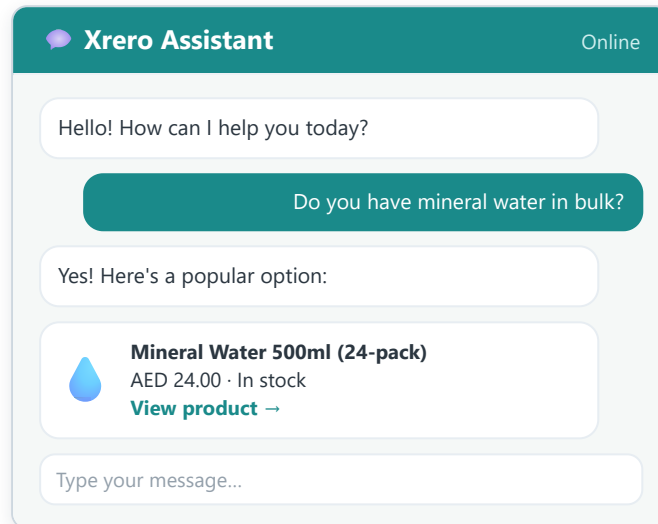 Xrero Assistant
Online
Hello! How can I help you today?
Do you have mineral water in bulk?
Yes! Here's a popular option:
Mineral Water 500ml (24-pack)
AED 24.00 · In stock
View product →
Type your message...